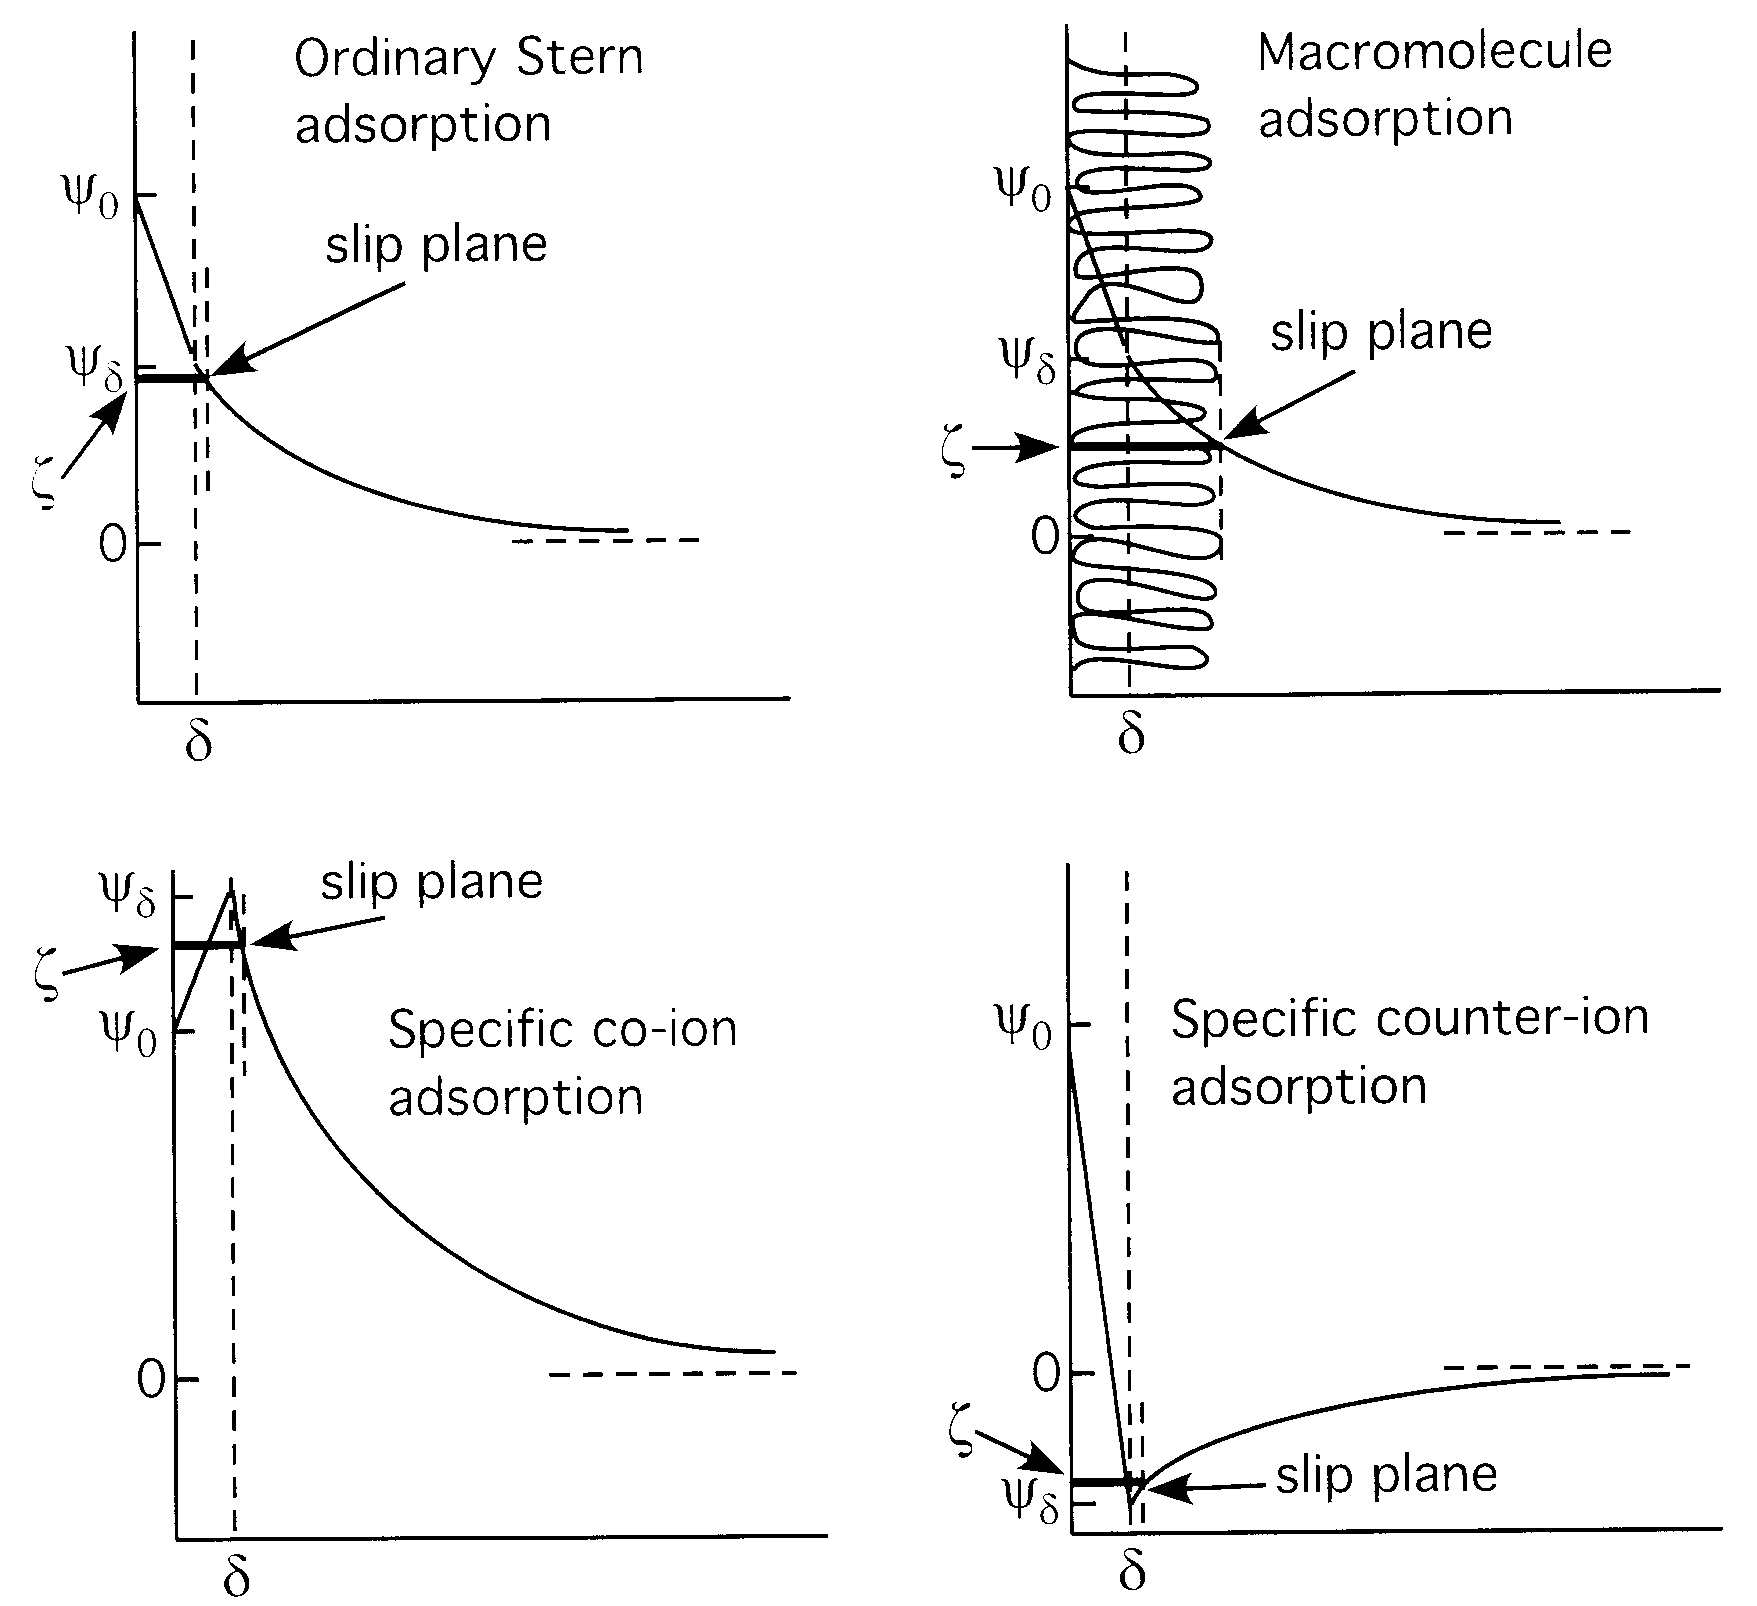 Ordinary Stern
adsorption
ψ0
slip plane
ψδ
ζ
0
δ
Macromolecule
adsorption
ψ0
slip plane
ψδ
ζ
0
δ
ψδ
slip plane
ζ
ψ0
Specific co-ion
adsorption
0
δ
ψ0
Specific counter-ion
adsorption
0
ζ
slip plane
ψδ
δ